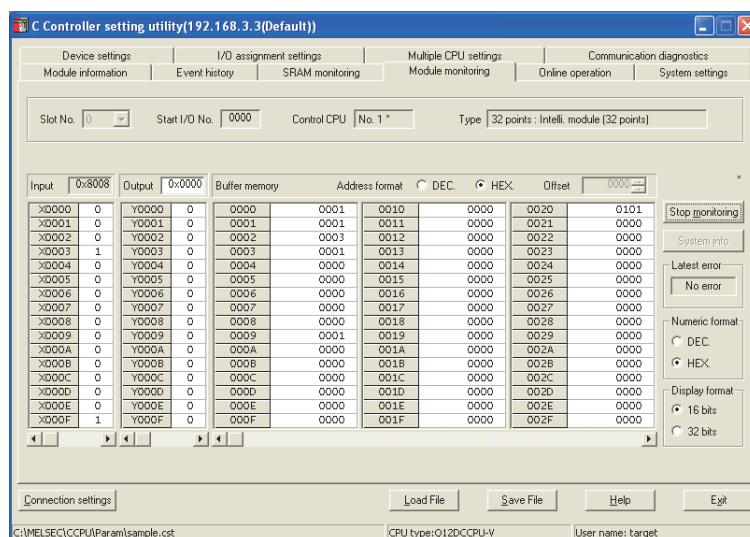 C Controller setting utility(192.168.3.3(Default))
Device settings I/O assignment settings Multiple CPU settings Communication diagnostics
Module information Event history SRAM monitoring Module monitoring Online operation System settings
Slot No. 0 Start I/O No. 0000 Control CPU No. 1 * Type 32 points : Intelli. module (32 points)
*
Input 0x8008 Output 0x0000 Buffer memory Address format DEC. HEX. Offset 0000
X0000 0 Y0000 0 0000 0001 0010 0000 0020 0101 Stop monitoring
X0001 0 Y0001 0 0001 0001 0011 0000 0021 0000
X0002 0 Y0002 0 0002 0003 0012 0000 0022 0000 System info
X0003 1 Y0003 0 0003 0001 0013 0000 0023 0000
X0004 0 Y0004 0 0004 0000 0014 0000 0024 0000 Latest error
X0005 0 Y0005 0 0005 0000 0015 0000 0025 0000
X0006 0 Y0006 0 0006 0000 0016 0000 0026 0000 No error
X0007 0 Y0007 0 0007 0000 0017 0000 0027 0000
X0008 0 Y0008 0 0008 0000 0018 0000 0028 0000 Numeric format
X0009 0 Y0009 0 0009 0001 0019 0000 0029 0000 DEC.
X000A 0 Y000A 0 000A 0000 001A 0000 002A 0000
X000B 0 Y000B 0 000B 0000 001B 0000 002B 0000 HEX.
X000C 0 Y000C 0 000C 0000 001C 0000 002C 0000
X000D 0 Y000D 0 000D 0000 001D 0000 002D 0000 Display format
X000E 0 Y000E 0 000E 0000 001E 0000 002E 0000 16 bits
X000F 1 Y000F 0 000F 0000 001F 0000 002F 0000
32 bits
Connection settings Load File Save File Help Exit
C:\MELSEC\CCPU\Param\sample.cst CPU type:Q12DCCPU-V User name: target